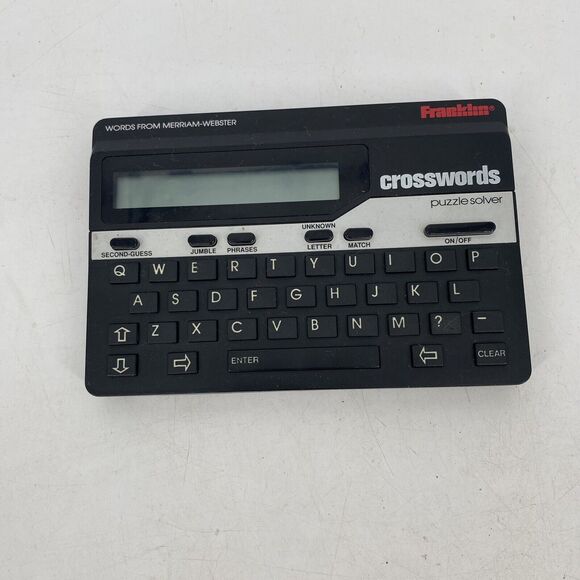 Franklin®
WORDS FROM MERRIAM-WEBSTER
crosswords
puzzle solver
SECOND-GUESS
JUMBLE
PHRASES
UNKNOWN
LETTER
MATCH
ON/OFF
Q W E R T Y U I O P
A S D F G H J K L
Z X C V B N M ? -
ENTER
CLEAR